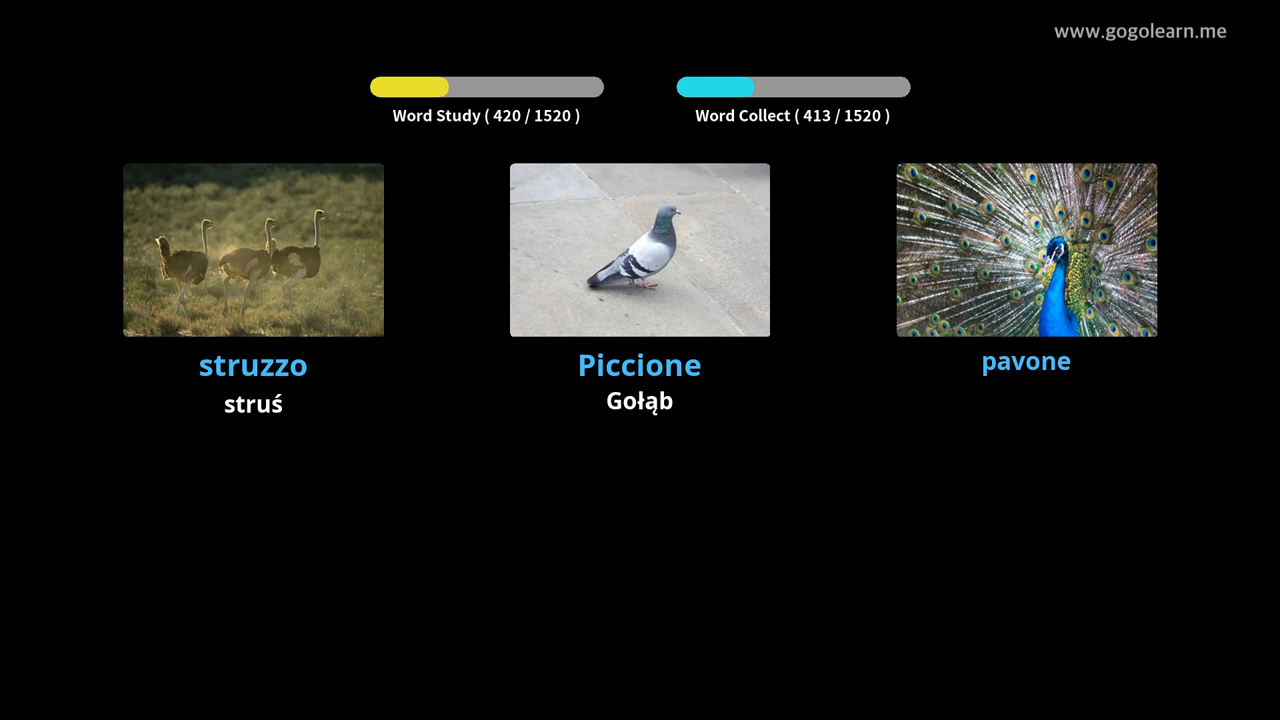 www.gogolearn.me
Word Study ( 420 / 1520 )
Word Collect ( 413 / 1520 )
struzzo
struś
Piccione
Gołąb
pavone